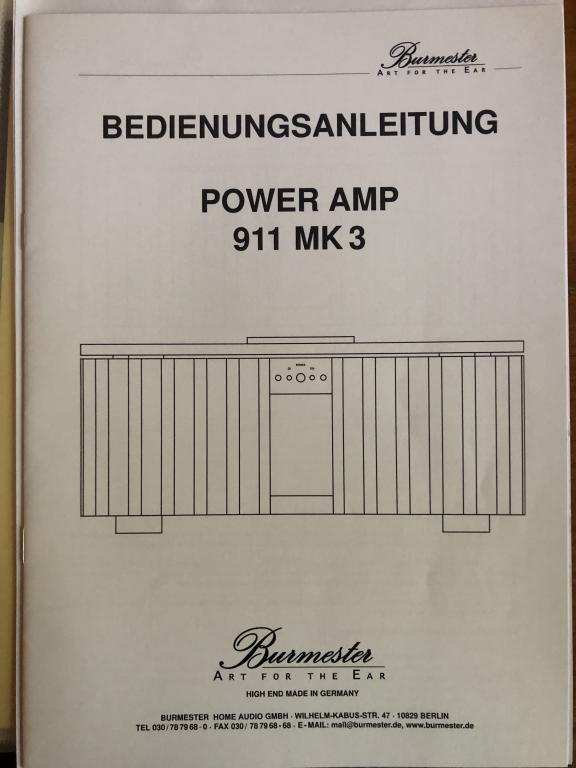 Burmester
ART FOR THE EAR
BEDIENUNGSANLEITUNG
POWER AMP
911 MK 3
Burmester
ART FOR THE EAR
HIGH END MADE IN GERMANY
BURMESTER HOME AUDIO GMBH · WILHELM-KABUS-STR. 47 · 10829 BERLIN
TEL 030 / 78 79 68 - 0 · FAX 030 / 78 79 68 - 68 · E - MAIL: mail@burmester.de, www.burmester.de